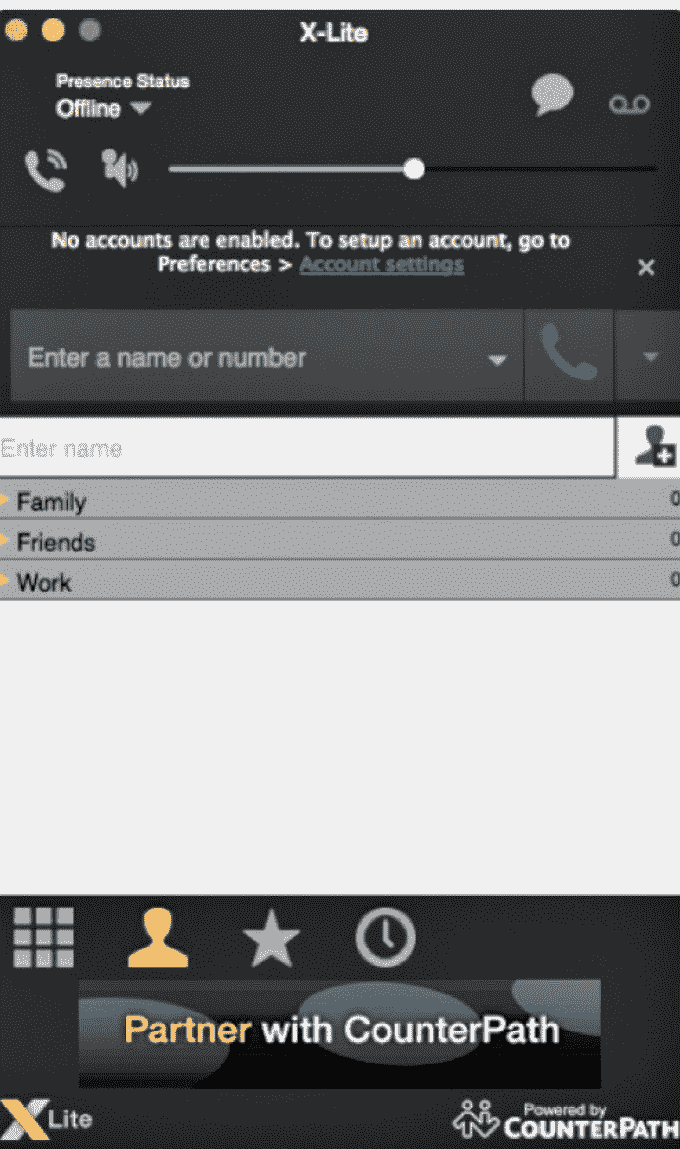 X-Lite
Presence Status
Offline
No accounts are enabled. To setup an account, go to
Preferences > Account settings
Enter a name or number
Enter name
Family 0
Friends 0
Work 0
Partner with CounterPath
X Lite
Powered by
COUNTERPATH